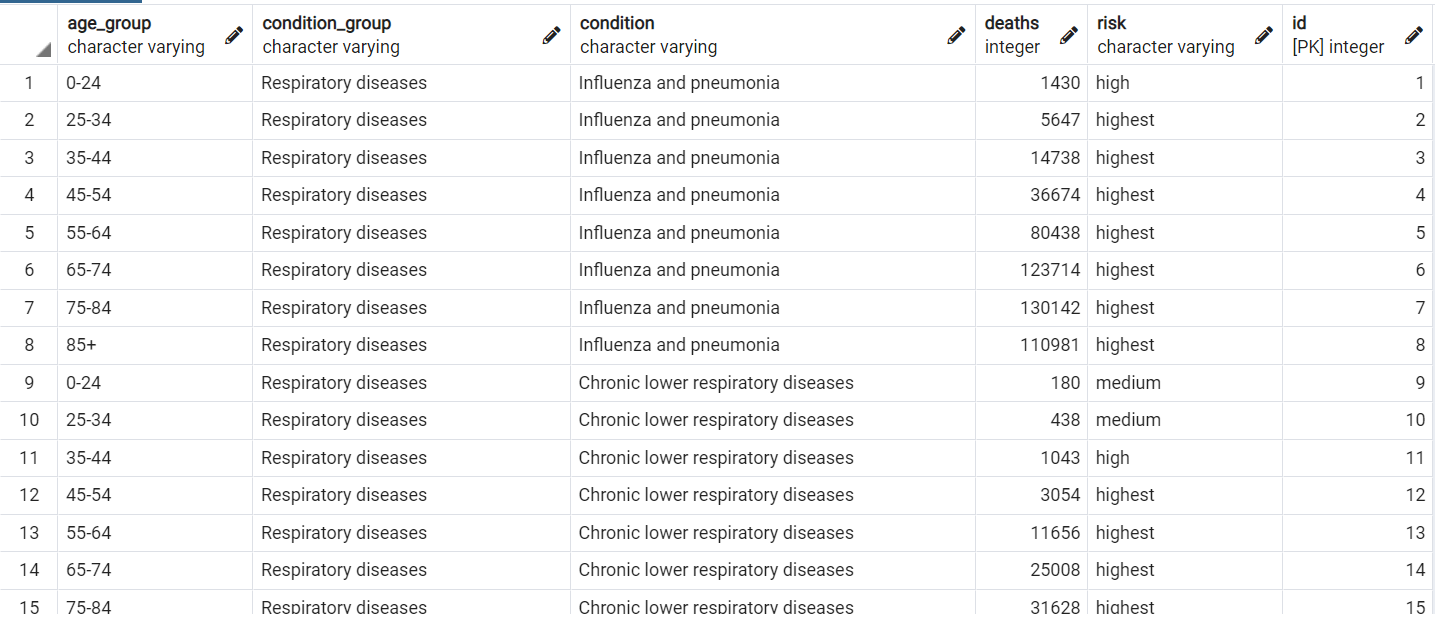 age_group condition_group condition deaths risk id
character varying character varying character varying integer character varying [PK] integer
1 0-24 Respiratory diseases Influenza and pneumonia 1430 high 1
2 25-34 Respiratory diseases Influenza and pneumonia 5647 highest 2
3 35-44 Respiratory diseases Influenza and pneumonia 14738 highest 3
4 45-54 Respiratory diseases Influenza and pneumonia 36674 highest 4
5 55-64 Respiratory diseases Influenza and pneumonia 80438 highest 5
6 65-74 Respiratory diseases Influenza and pneumonia 123714 highest 6
7 75-84 Respiratory diseases Influenza and pneumonia 130142 highest 7
8 85+ Respiratory diseases Influenza and pneumonia 110981 highest 8
9 0-24 Respiratory diseases Chronic lower respiratory diseases 180 medium 9
10 25-34 Respiratory diseases Chronic lower respiratory diseases 438 medium 10
11 35-44 Respiratory diseases Chronic lower respiratory diseases 1043 high 11
12 45-54 Respiratory diseases Chronic lower respiratory diseases 3054 highest 12
13 55-64 Respiratory diseases Chronic lower respiratory diseases 11656 highest 13
14 65-74 Respiratory diseases Chronic lower respiratory diseases 25008 highest 14
15 75-84 Respiratory diseases Chronic lower respiratory diseases 31628 highest 15